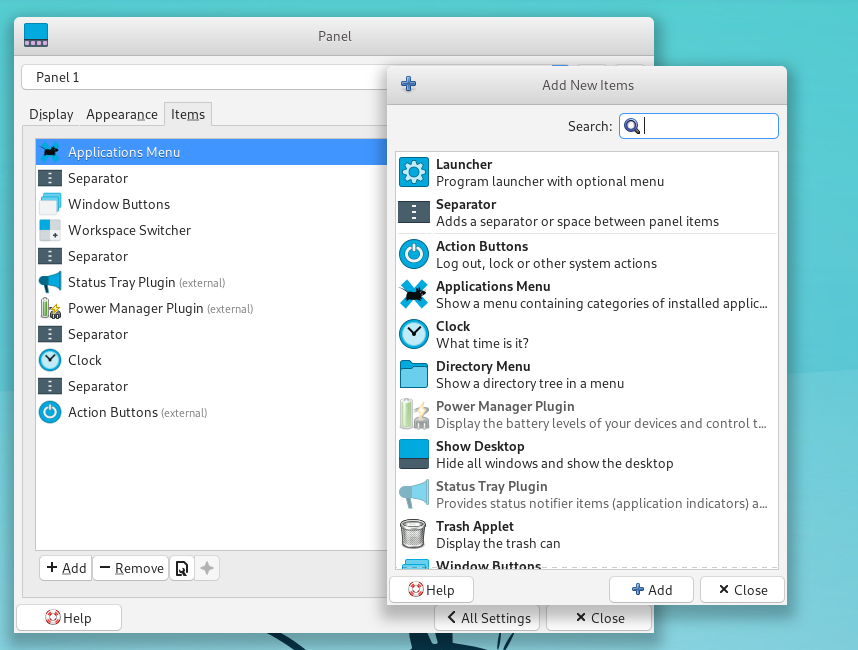 Panel
Panel 1
Display Appearance Items
Applications Menu
Separator
Window Buttons
Workspace Switcher
Separator
Status Tray Plugin (external)
Power Manager Plugin (external)
Separator
Clock
Separator
Action Buttons (external)
Add Remove
Help All Settings Close
Add New Items
Search:
Launcher
Program launcher with optional menu
Separator
Adds a separator or space between panel items
Action Buttons
Log out, lock or other system actions
Applications Menu
Show a menu containing categories of installed applic...
Clock
What time is it?
Directory Menu
Show a directory tree in a menu
Power Manager Plugin
Display the battery levels of your devices and control t...
Show Desktop
Hide all windows and show the desktop
Status Tray Plugin
Provides status notifier items (application indicators) a...
Trash Applet
Display the trash can
Window Buttons
Help Add Close